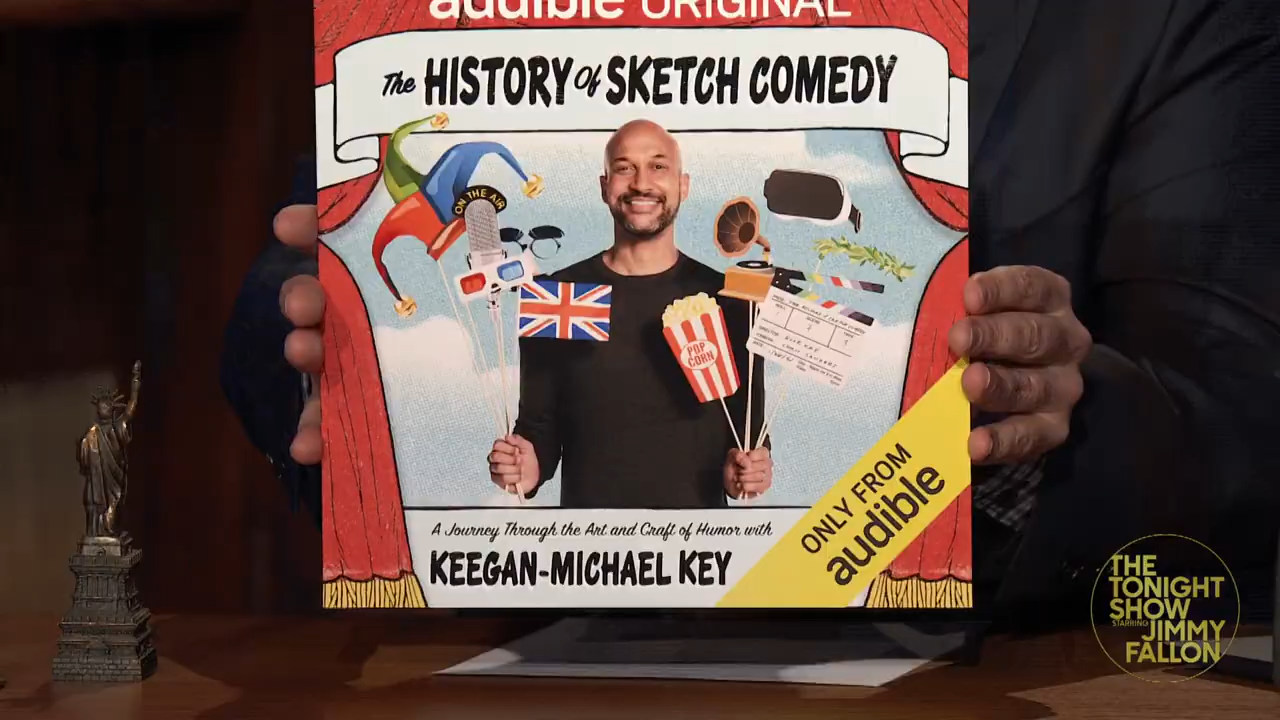 audible ORIGINAL
The HISTORY of SKETCH COMEDY
ON THE AIR
POP
CORN
A Journey Through the Art and Craft of Humor with
KEEGAN-MICHAEL KEY
ONLY FROM
audible
THE
TONIGHT
SHOW
STARRING
JIMMY
FALLON